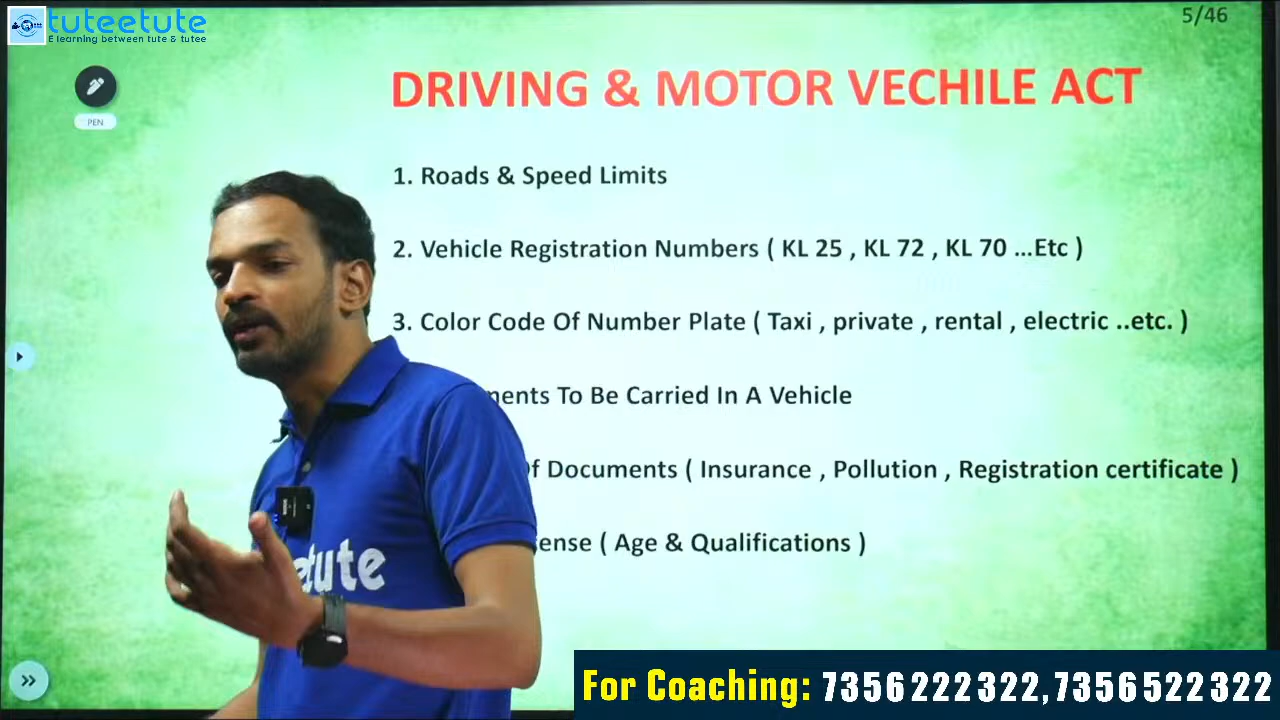 tuteetute
E learning between tute & tutee
5/46
PEN
DRIVING & MOTOR VECHILE ACT
1. Roads & Speed Limits
2. Vehicle Registration Numbers ( KL 25 , KL 72 , KL 70 ...Etc )
3. Color Code Of Number Plate ( Taxi , private , rental , electric ..etc. )
To Be Carried In A Vehicle
Of Documents ( Insurance , Pollution , Registration certificate )
( Age & Qualifications )
etute
For Coaching: 7356222322,7356522322